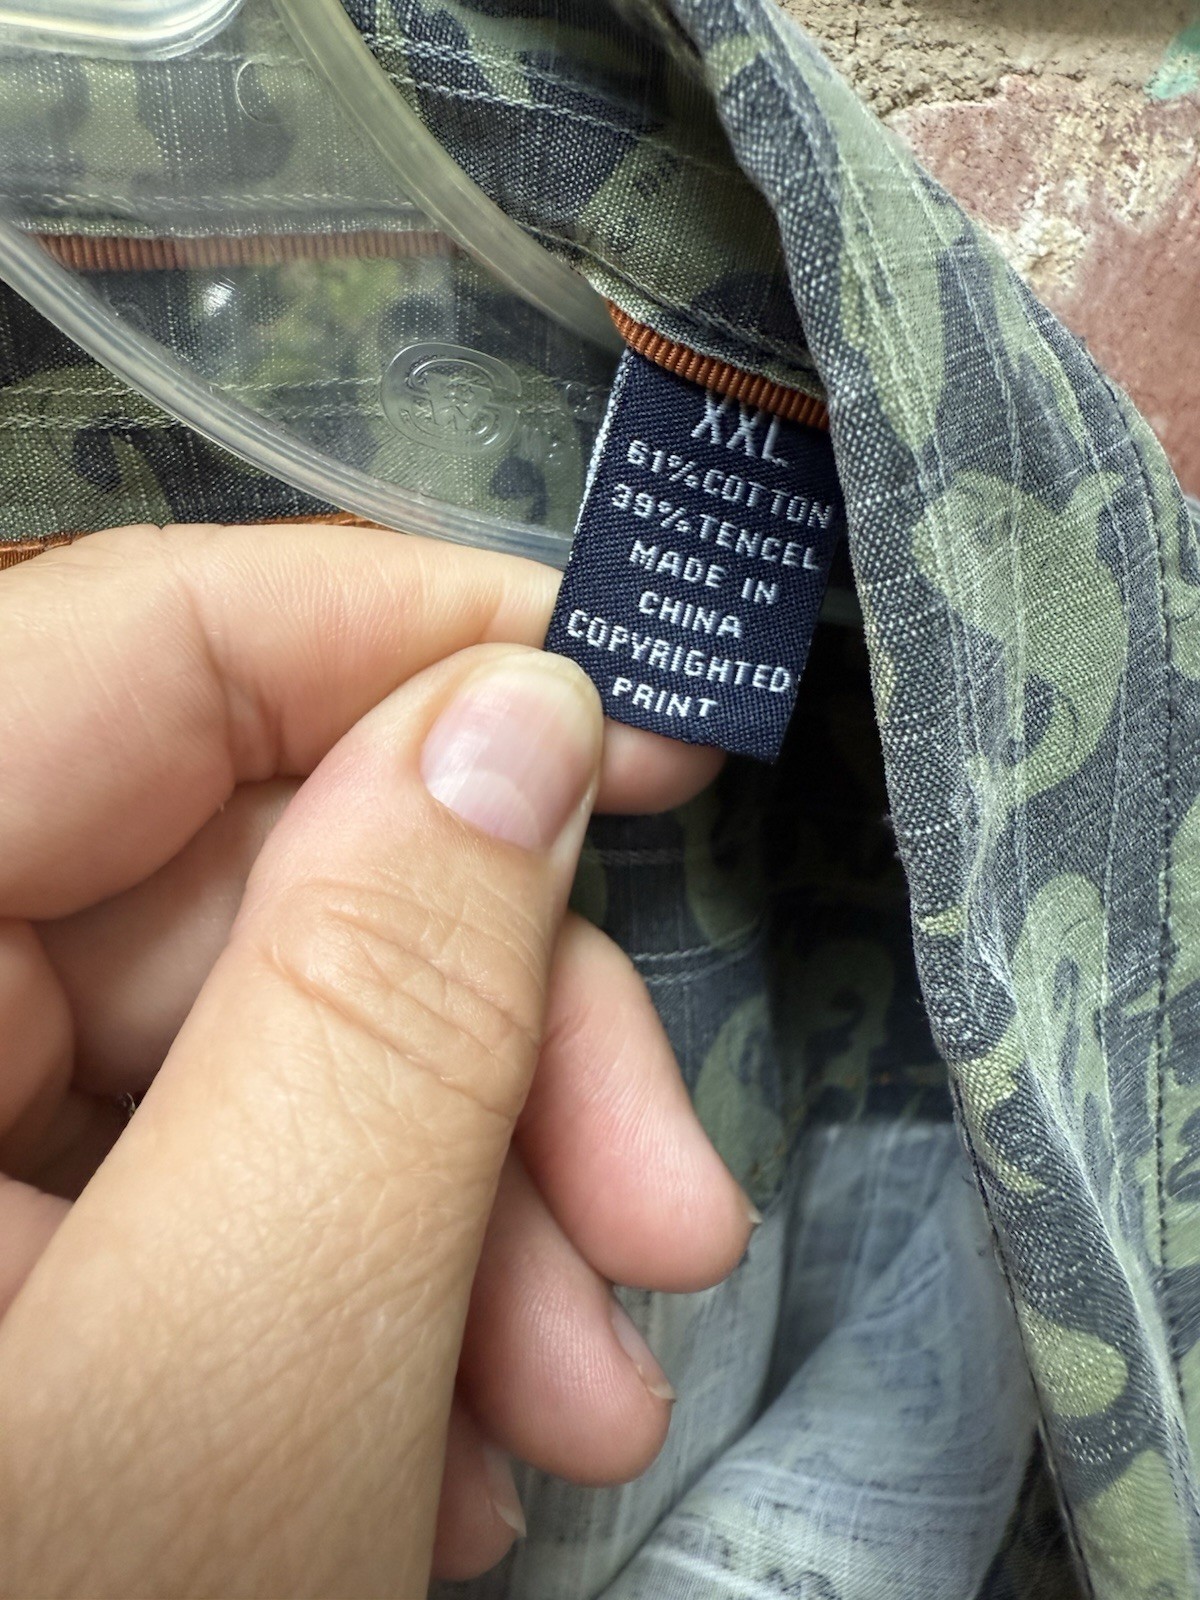 XXL
61%COTTON
39%TENCEL
MADE IN
CHINA
COPYRIGHTED
PRINT